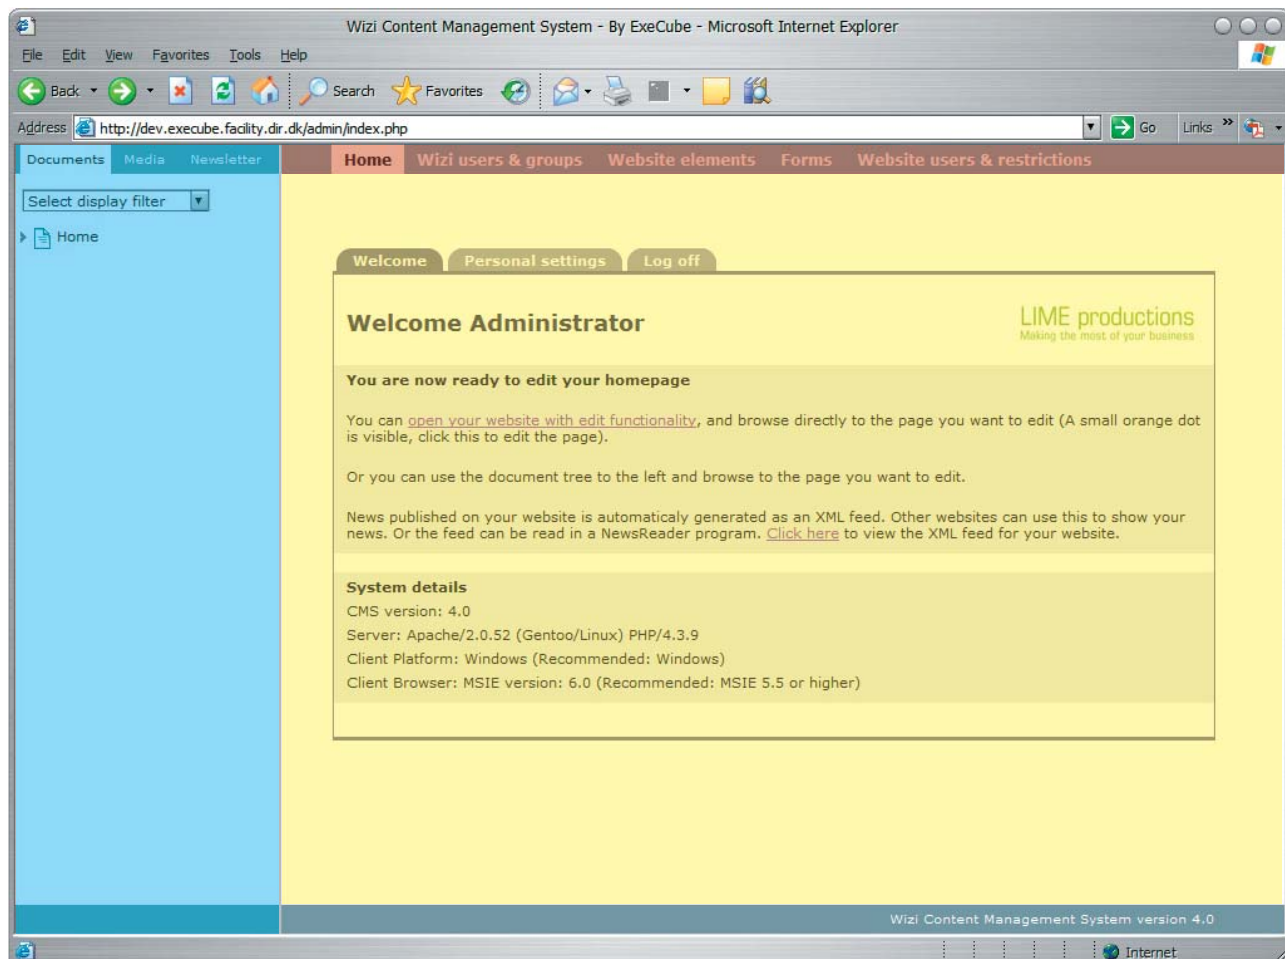 Wizi Content Management System - By ExeCube - Microsoft Internet Explorer
File Edit View Favorites Tools Help
Back Search Favorites
Address http://dev.execube.facility.dir.dk/admin/index.php Go Links »
Documents Media Newsletter Home Wizi users & groups Website elements Forms Website users & restrictions
Select display filter
Home
Welcome Personal settings Log off
Welcome Administrator
LIME productions
Making the most of your business
You are now ready to edit your homepage
You can open your website with edit functionality, and browse directly to the page you want to edit (A small orange dot
is visible, click this to edit the page).
Or you can use the document tree to the left and browse to the page you want to edit.
News published on your website is automaticaly generated as an XML feed. Other websites can use this to show your
news. Or the feed can be read in a NewsReader program. Click here to view the XML feed for your website.
System details
CMS version: 4.0
Server: Apache/2.0.52 (Gentoo/Linux) PHP/4.3.9
Client Platform: Windows (Recommended: Windows)
Client Browser: MSIE version: 6.0 (Recommended: MSIE 5.5 or higher)
Wizi Content Management System version 4.0
Internet